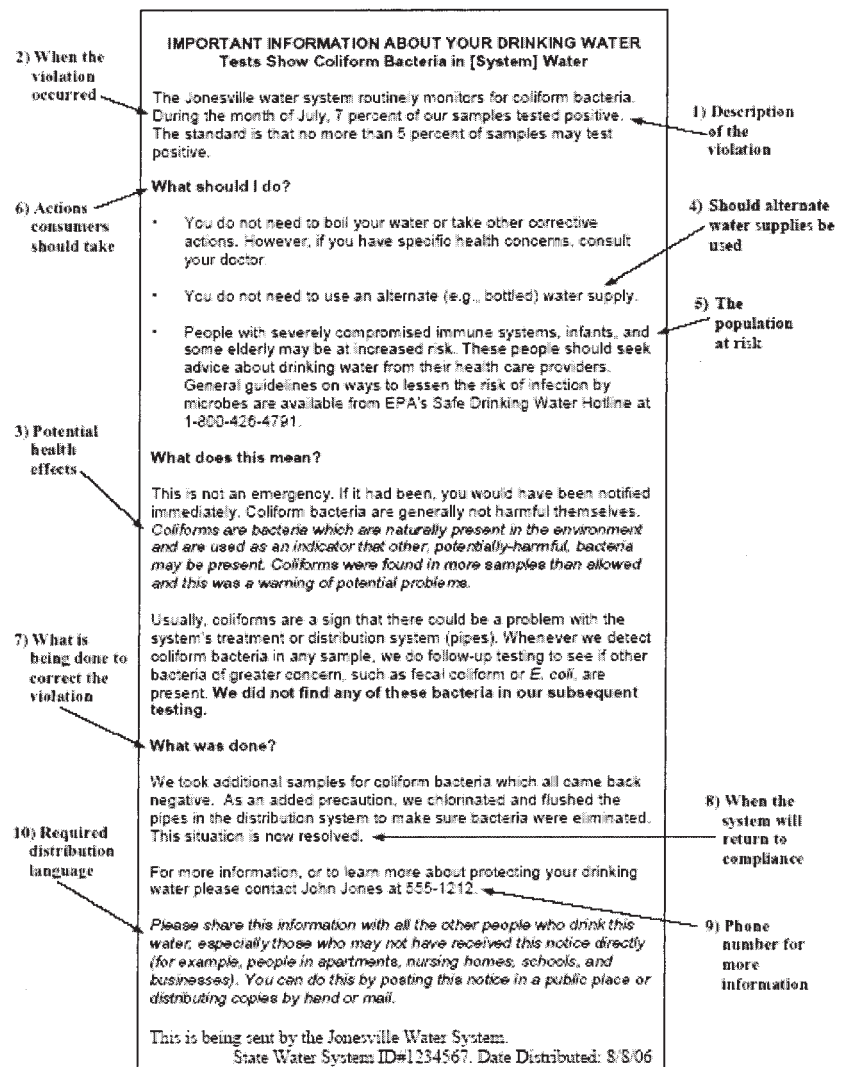 IMPORTANT INFORMATION ABOUT YOUR DRINKING WATER
Tests Show Coliform Bacteria in [System] Water
2) When the
violation
occurred
The Jonesville water system routinely monitors for coliform bacteria.
During the month of July, 7 percent of our samples tested positive.
The standard is that no more than 5 percent of samples may test
positive.
1) Description
of the
violation
What should I do?
6) Actions
consumers
should take
• You do not need to boil your water or take other corrective
actions. However, if you have specific health concerns, consult
your doctor.
4) Should alternate
water supplies be
used
• You do not need to use an alternate (e.g., bottled) water supply.
5) The
population
at risk
• People with severely compromised immune systems, infants, and
some elderly may be at increased risk. These people should seek
advice about drinking water from their health care providers.
General guidelines on ways to lessen the risk of infection by
microbes are available from EPA's Safe Drinking Water Hotline at
1-800-426-4791.
3) Potential
health
effects
What does this mean?
This is not an emergency. If it had been, you would have been notified
immediately. Coliform bacteria are generally not harmful themselves.
Coliforms are bacteria which are naturally present in the environment
and are used as an indicator that other, potentially-harmful, bacteria
may be present. Coliforms were found in more samples than allowed
and this was a warning of potential problems.
Usually, coliforms are a sign that there could be a problem with the
system's treatment or distribution system (pipes). Whenever we detect
coliform bacteria in any sample, we do follow-up testing to see if other
bacteria of greater concern, such as fecal coliform or E. coli, are
present. We did not find any of these bacteria in our subsequent
testing.
7) What is
being done to
correct the
violation
What was done?
We took additional samples for coliform bacteria which all came back
negative. As an added precaution, we chlorinated and flushed the
pipes in the distribution system to make sure bacteria were eliminated.
This situation is now resolved.
8) When the
system will
return to
compliance
10) Required
distribution
language
For more information, or to learn more about protecting your drinking
water please contact John Jones at 555-1212.
9) Phone
number for
more
information
Please share this information with all the other people who drink this
water, especially those who may not have received this notice directly
(for example, people in apartments, nursing homes, schools, and
businesses). You can do this by posting this notice in a public place or
distributing copies by hand or mail.
This is being sent by the Jonesville Water System.
State Water System ID#1234567. Date Distributed: 8/8/06